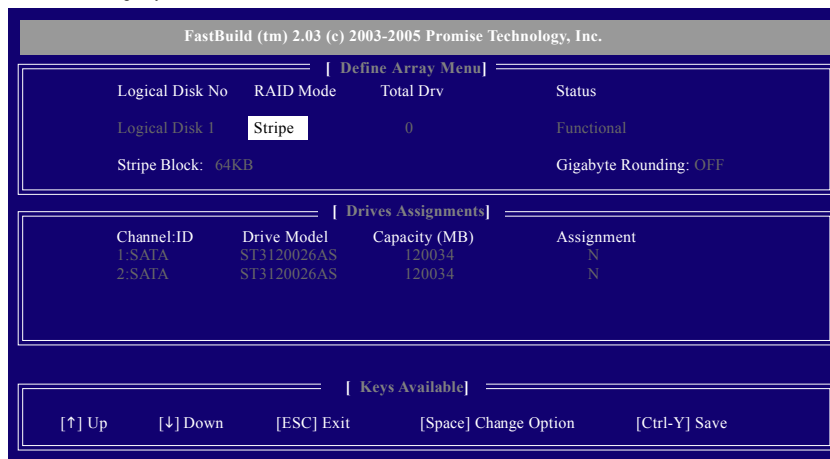 FastBuild (tm) 2.03 (c) 2003-2005 Promise Technology, Inc.
[ Define Array Menu]
Logical Disk No RAID Mode Total Drv Status
Logical Disk 1 Stripe 0 Functional
Stripe Block: 64KB Gigabyte Rounding: OFF
[ Drives Assignments]
Channel:ID Drive Model Capacity (MB) Assignment
1:SATA ST3120026AS 120034 N
2:SATA ST3120026AS 120034 N
[ Keys Available]
[↑] Up [↓] Down [ESC] Exit [Space] Change Option [Ctrl-Y] Save